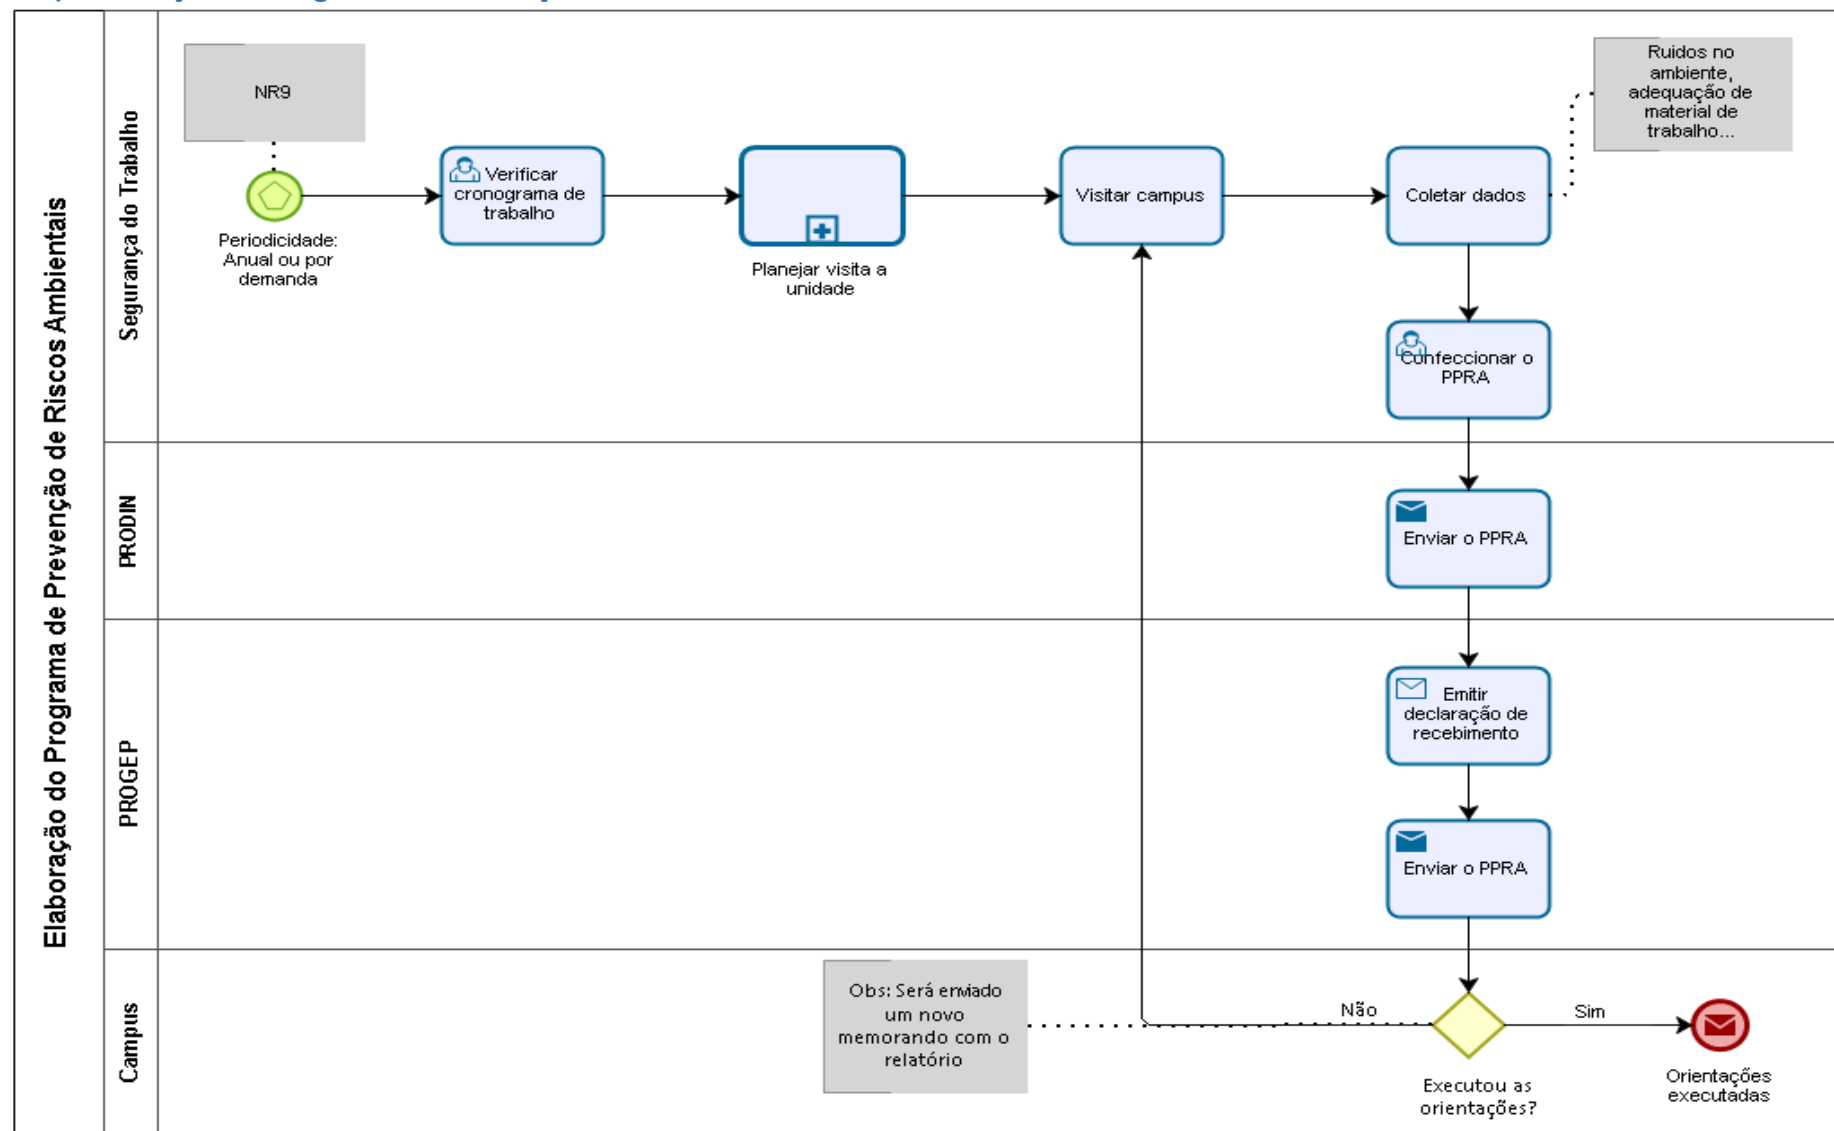 Elaboração do Programa de Prevenção de Riscos Ambientais
Segurança do Trabalho
NR9
Periodicidade:
Anual ou por
demanda
Verificar
cronograma de
trabalho
Planejar visita a
unidade
Visitar campus
Coletar dados
Ruidos no
ambiente,
adequação de
material de
trabalho...
Confeccionar o
PPRA
PRODIN
Enviar o PPRA
PROGEP
Emitir
declaração de
recebimento
Enviar o PPRA
Campus
Obs: Será enviado
um novo
memorando com o
relatório
Não
Sim
Executou as
orientações?
Orientações
executadas